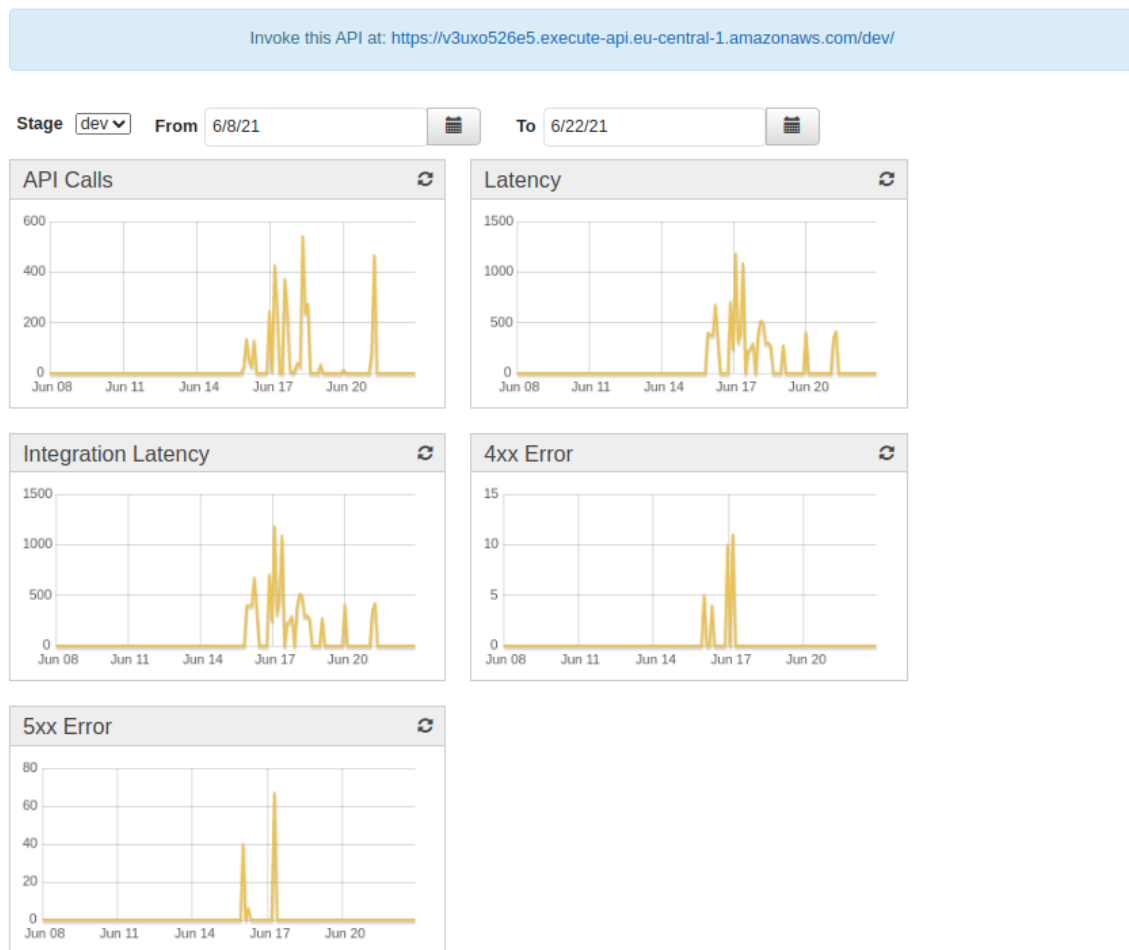 Invoke this API at: https://v3uxo526e5.execute-api.eu-central-1.amazonaws.com/dev/
Stage dev From 6/8/21 To 6/22/21
API Calls
600
400
200
0
Jun 08 Jun 11 Jun 14 Jun 17 Jun 20
Latency
1500
1000
500
0
Jun 08 Jun 11 Jun 14 Jun 17 Jun 20
Integration Latency
1500
1000
500
0
Jun 08 Jun 11 Jun 14 Jun 17 Jun 20
4xx Error
15
10
5
0
Jun 08 Jun 11 Jun 14 Jun 17 Jun 20
5xx Error
80
60
40
20
0
Jun 08 Jun 11 Jun 14 Jun 17 Jun 20